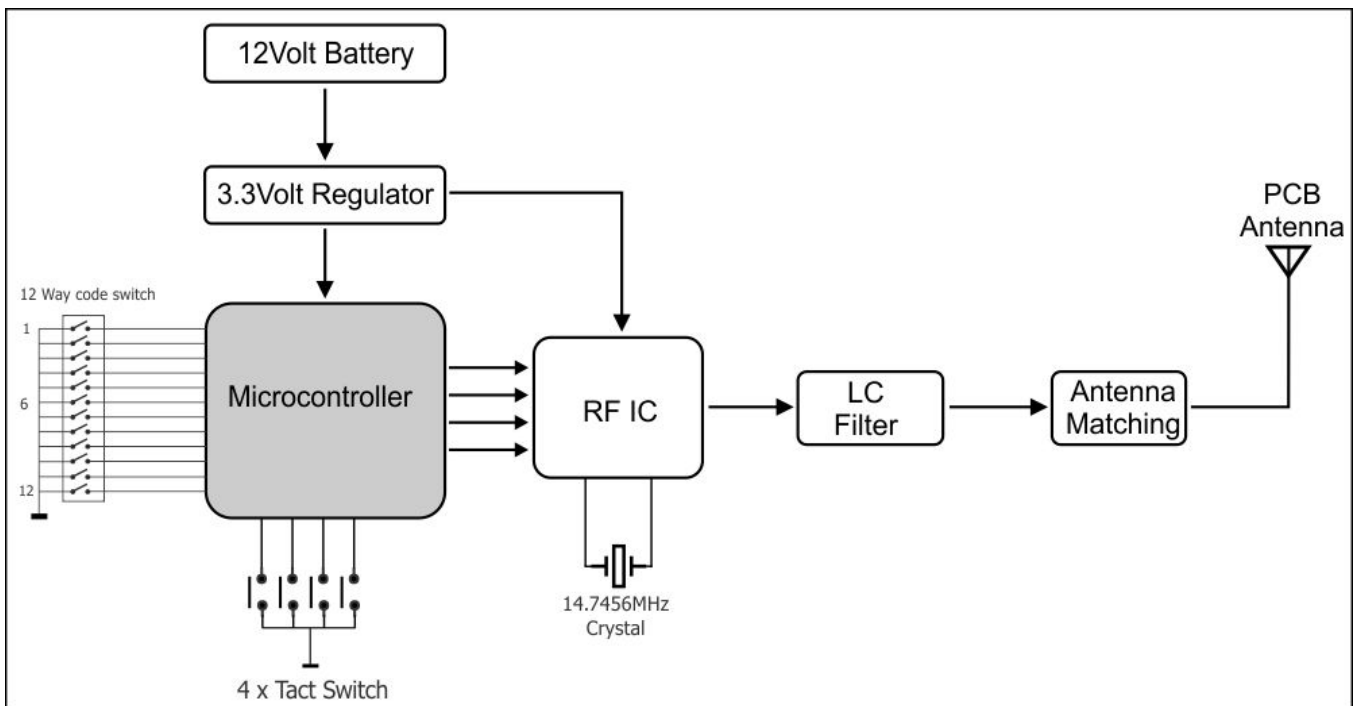 12Volt Battery
3.3Volt Regulator
PCB
Antenna
12 Way code switch
1
6
12
Microcontroller
RF IC
LC
Filter
Antenna
Matching
14.7456MHz
Crystal
4 x Tact Switch